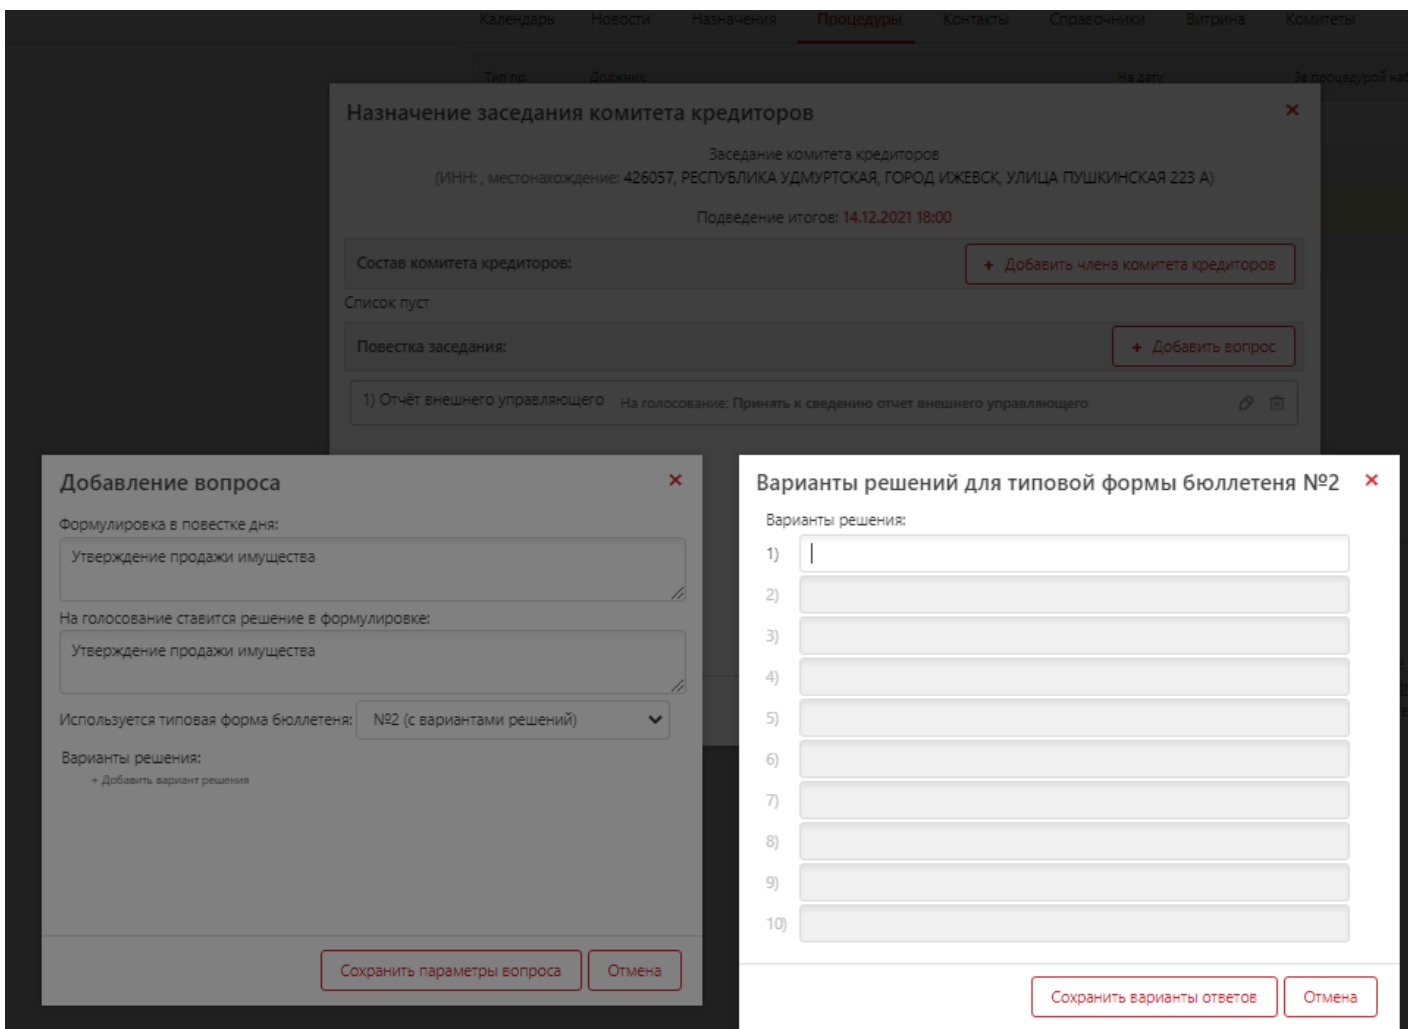 Календарь Новости Назначения Процедуры Контакты Справочники Витрина Комитеты
Тип пр. Должник На дату За процедурой
Назначение заседания комитета кредиторов
Заседание комитета кредиторов
(ИНН: , местонахождение: 426057, РЕСПУБЛИКА УДМУРТСКАЯ, ГОРОД ИЖЕВСК, УЛИЦА ПУШКИНСКАЯ 223 А)
Подведение итогов: 14.12.2021 18:00
Состав комитета кредиторов:
+ Добавить члена комитета кредиторов
Список пуст
Повестка заседания:
+ Добавить вопрос
1) Отчёт внешнего управляющего На голосование: Принять к сведению отчет внешнего управляющего
Добавление вопроса
Формулировка в повестке дня:
Утверждение продажи имущества
На голосование ставится решение в формулировке:
Утверждение продажи имущества
Используется типовая форма бюллетеня: №2 (с вариантами решений)
Варианты решения:
+ Добавить вариант решения
Сохранить параметры вопроса Отмена
Варианты решений для типовой формы бюллетеня №2
Варианты решения:
1)
2)
3)
4)
5)
6)
7)
8)
9)
10)
Сохранить варианты ответов Отмена